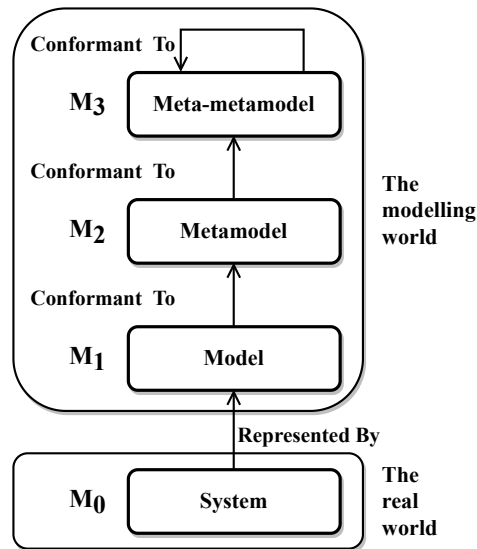 Conformant To
M3
Meta-metamodel
Conformant To
The
modelling
world
M2
Metamodel
Conformant To
M1
Model
Represented By
M0
System
The
real
world